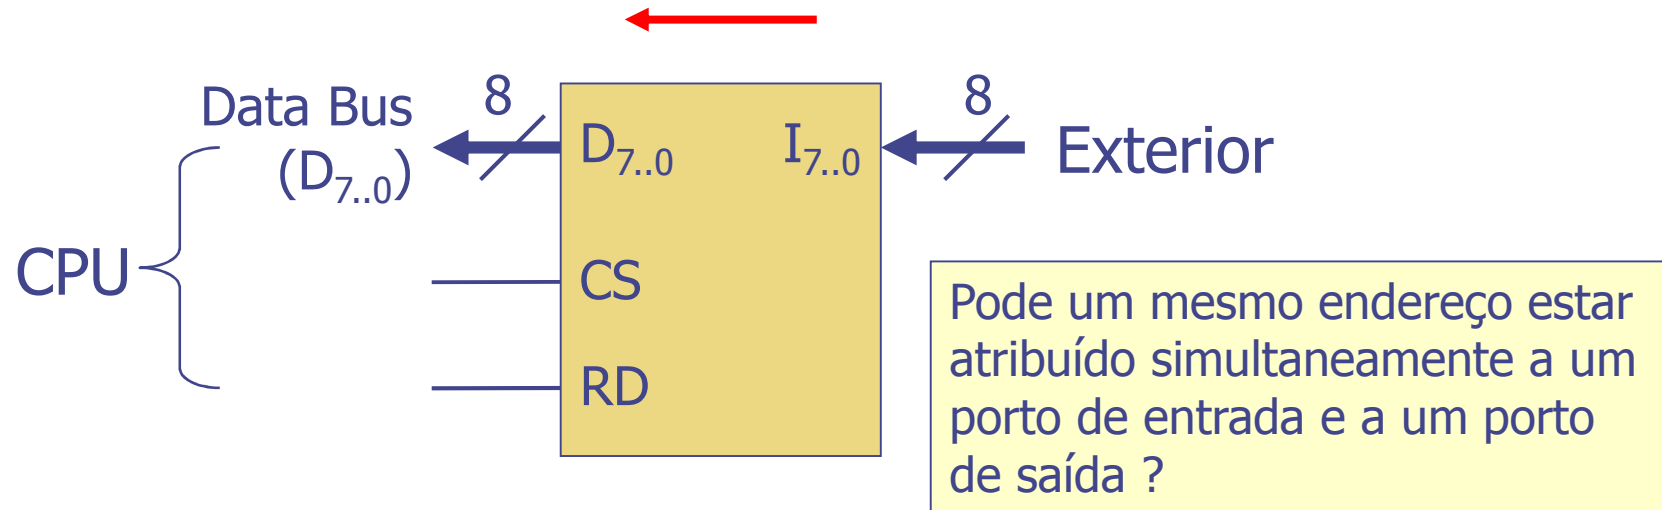 8
8
Data Bus
(D7..0)
D7..0
I7..0
Exterior
CPU
CS
RD
Pode um mesmo endereço estar
atribuído simultaneamente a um
porto de entrada e a um porto
de saída ?